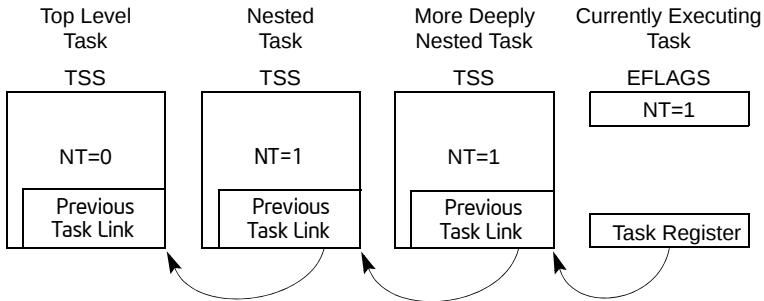 Top Level
Task
Nested
Task
More Deeply
Nested Task
Currently Executing
Task
TSS
TSS
TSS
EFLAGS
NT=1
NT=0
NT=1
NT=1
Previous
Task Link
Previous
Task Link
Previous
Task Link
Task Register